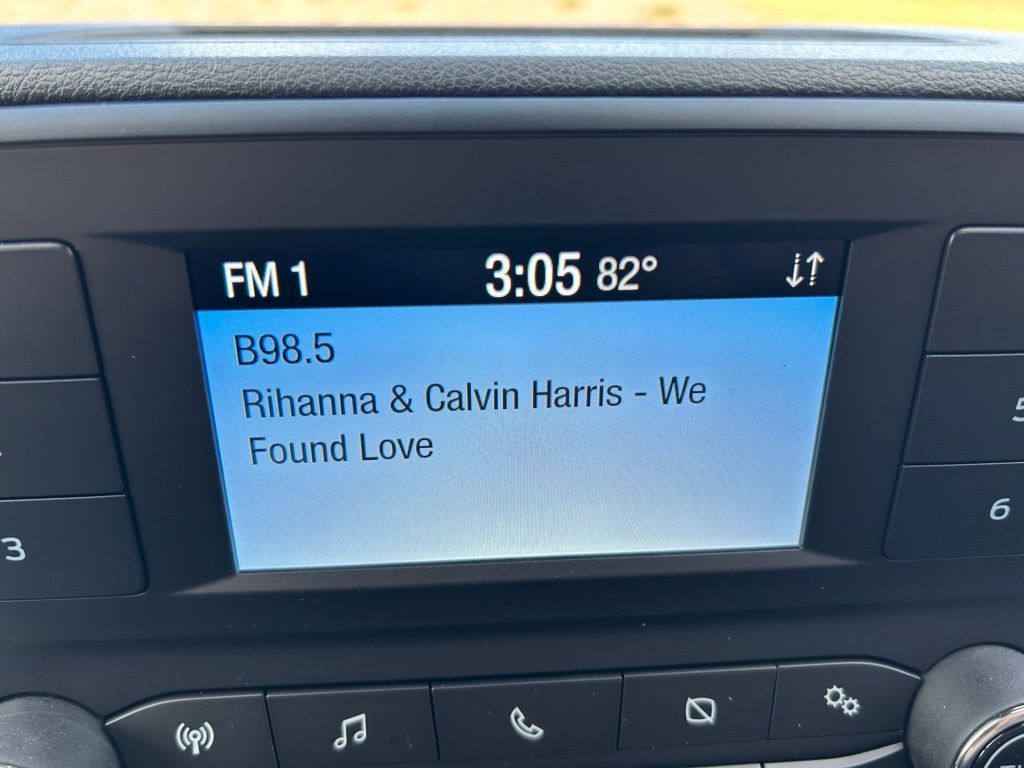 FM 1 3:05 82°
B98.5
Rihanna & Calvin Harris - We
Found Love
5
3
6